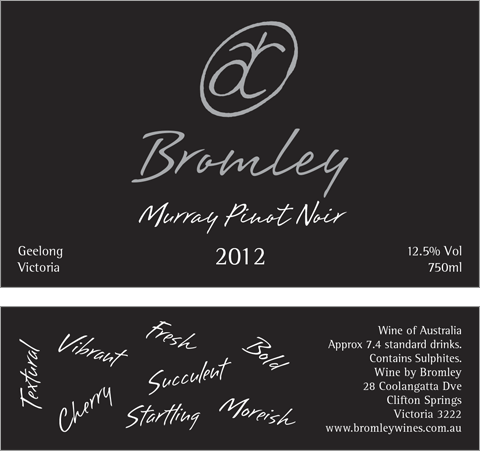 Bromley
Murray Pinot Noir
2012
Geelong
Victoria
12.5% Vol
750ml
Textural
Vibrant
Fresh
Bold
Cherry
Succulent
Startling
Moreish
Wine of Australia
Approx 7.4 standard drinks.
Contains Sulphites.
Wine by Bromley
28 Coolangatta Dve
Clifton Springs
Victoria 3222
www.bromleywines.com.au